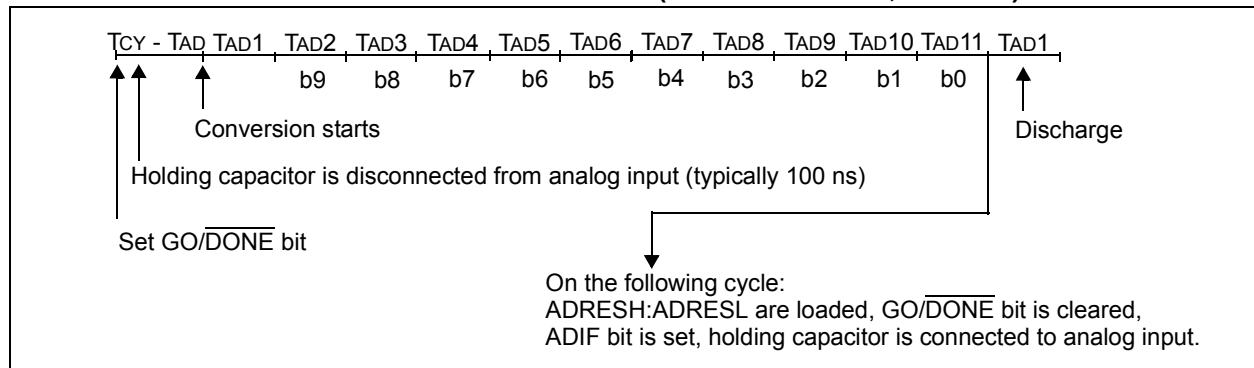 TCY - TAD TAD1 TAD2 TAD3 TAD4 TAD5 TAD6 TAD7 TAD8 TAD9 TAD10 TAD11 TAD1
b9 b8 b7 b6 b5 b4 b3 b2 b1 b0
Conversion starts
Discharge
Holding capacitor is disconnected from analog input (typically 100 ns)
Set GO/DONE bit
On the following cycle:
ADRESH:ADRESL are loaded, GO/DONE bit is cleared,
ADIF bit is set, holding capacitor is connected to analog input.